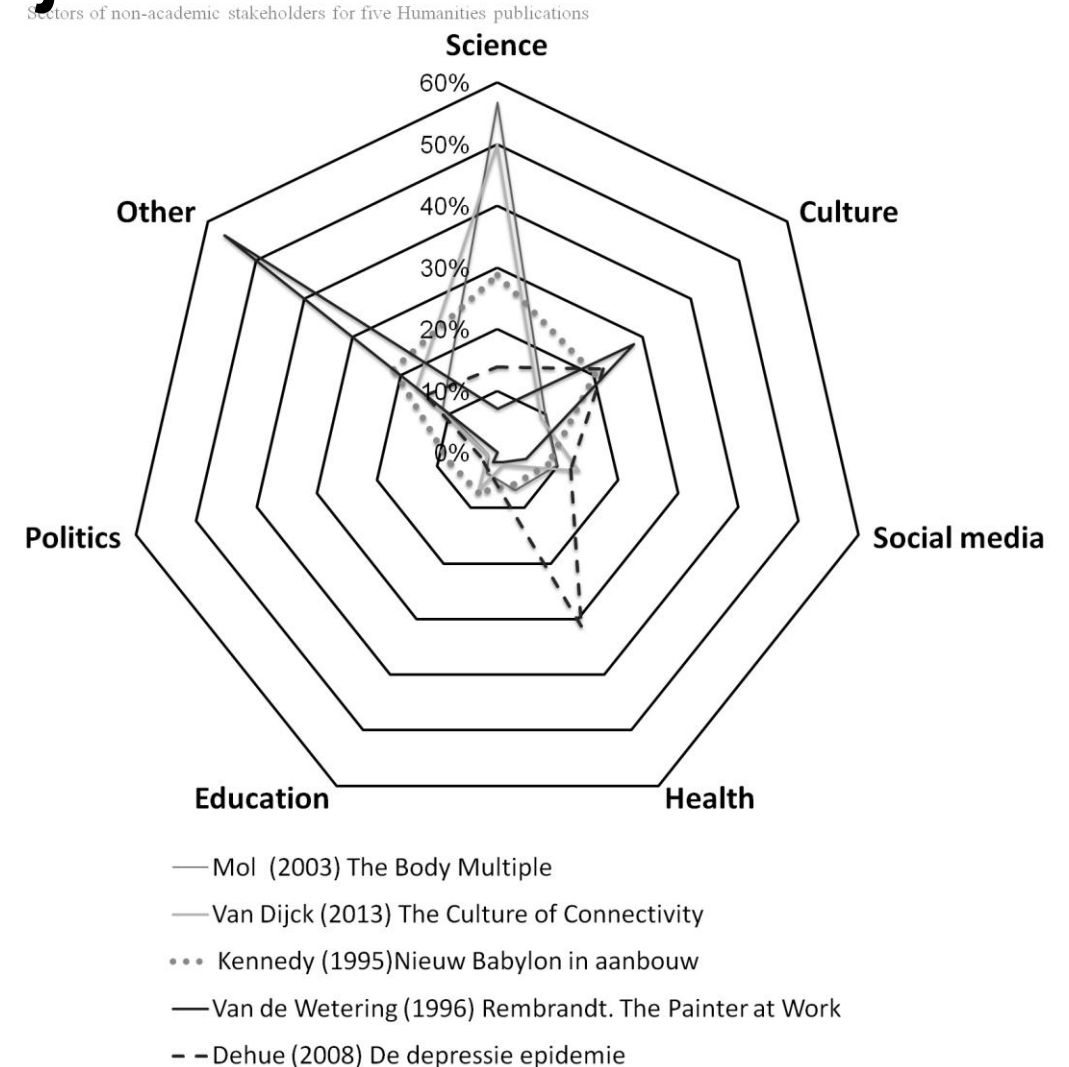 Sectors of non-academic stakeholders for five Humanities publications
Science
60%
50%
40%
30%
20%
10%
0%
Other
Culture
Politics
Social media
Education
Health
Mol (2003) The Body Multiple
Van Dijck (2013) The Culture of Connectivity
Kennedy (1995)Nieuw Babylon in aanbouw
Van de Wetering (1996) Rembrandt. The Painter at Work
Dehue (2008) De depressie epidemie